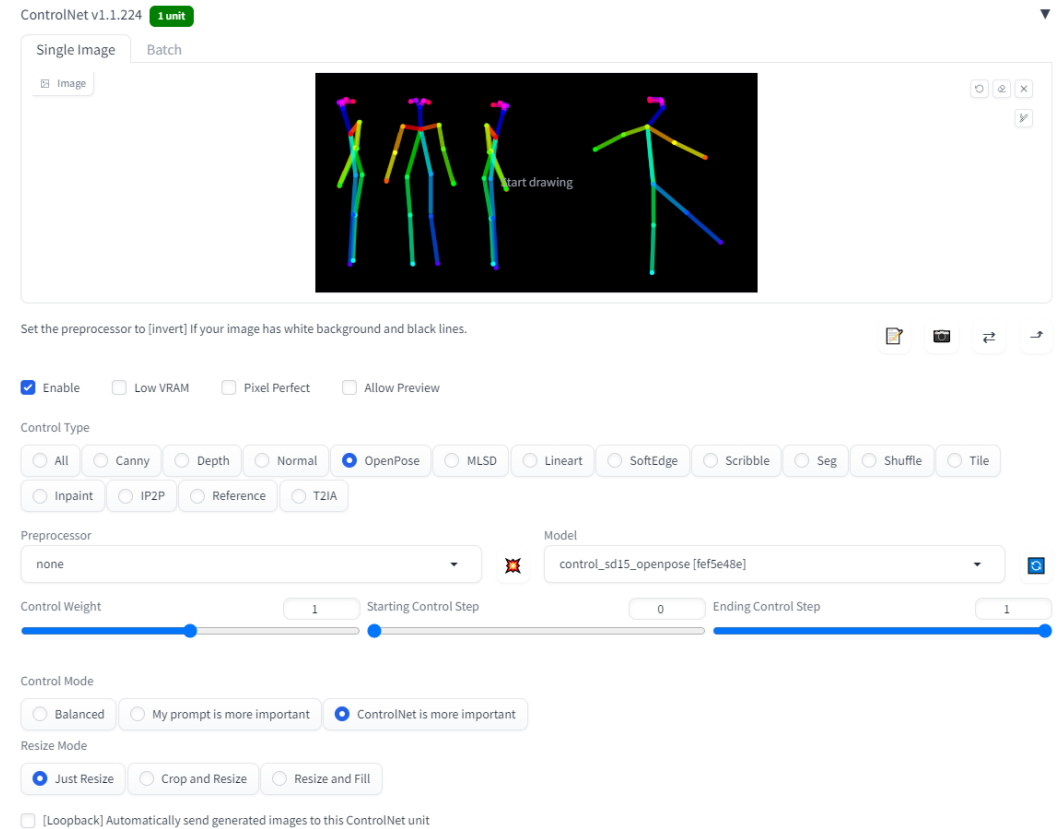 ControlNet v1.1.224 1 unit ▼
Single Image Batch
Image
Start drawing
Set the preprocessor to [invert] If your image has white background and black lines.
Enable Low VRAM Pixel Perfect Allow Preview
Control Type
All Canny Depth Normal OpenPose MLSD Lineart SoftEdge Scribble Seg Shuffle Tile
Inpaint IP2P Reference T2IA
Preprocessor Model
none control_sd15_openpose [fef5e48e]
Control Weight 1 Starting Control Step 0 Ending Control Step 1
Control Mode
Balanced My prompt is more important ControlNet is more important
Resize Mode
Just Resize Crop and Resize Resize and Fill
[Loopback] Automatically send generated images to this ControlNet unit